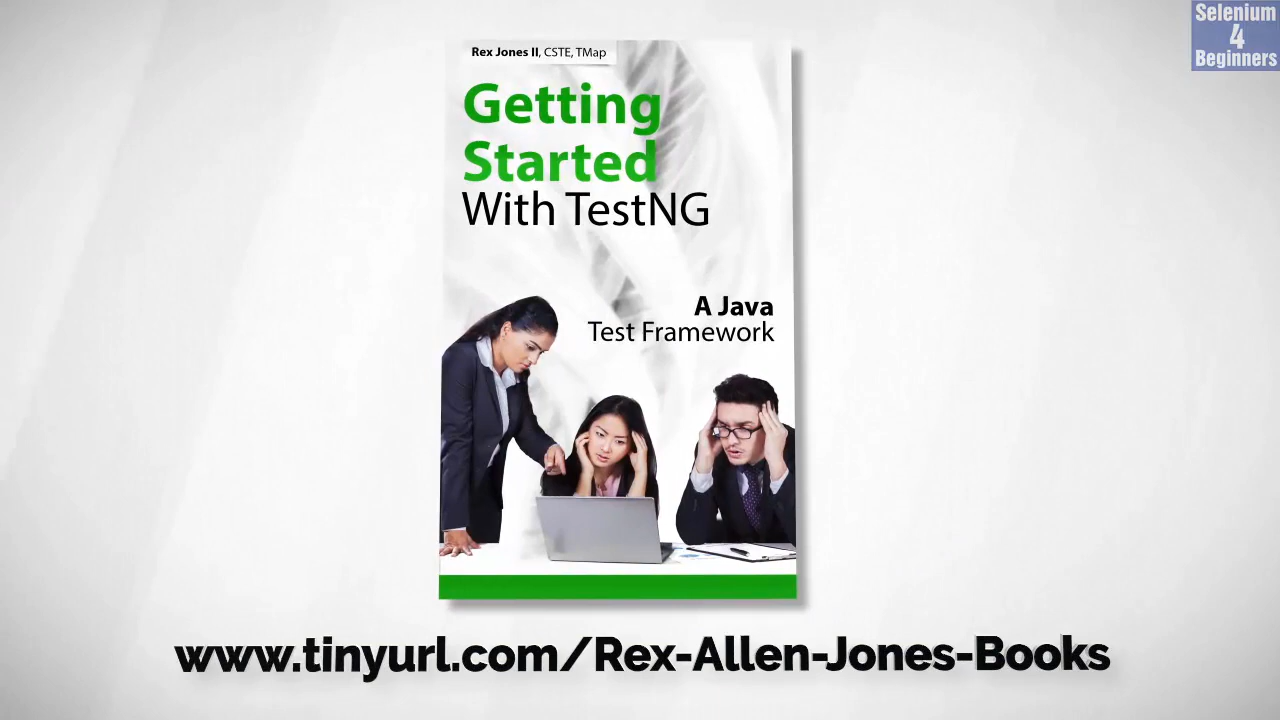 Selenium
4
Beginners
Rex Jones II, CSTE, TMap
Getting
Started
With TestNG
A Java
Test Framework
www.tinyurl.com/Rex-Allen-Jones-Books